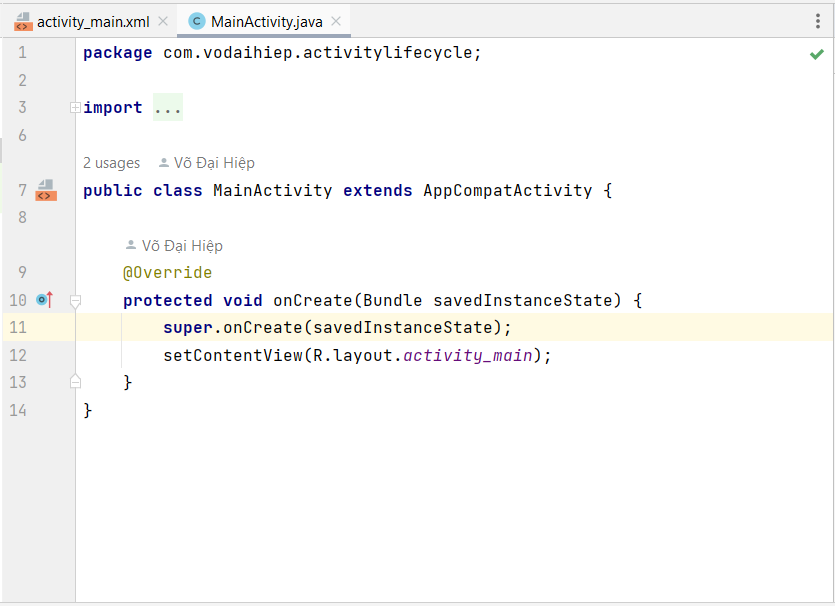 activity_main.xml MainActivity.java
1 package com.vodaihiep.activitylifecycle;
2
3 import ...
6
2 usages Võ Đại Hiệp
7 public class MainActivity extends AppCompatActivity {
8
Võ Đại Hiệp
9 @Override
10 protected void onCreate(Bundle savedInstanceState) {
11 super.onCreate(savedInstanceState);
12 setContentView(R.layout.activity_main);
13 }
14 }